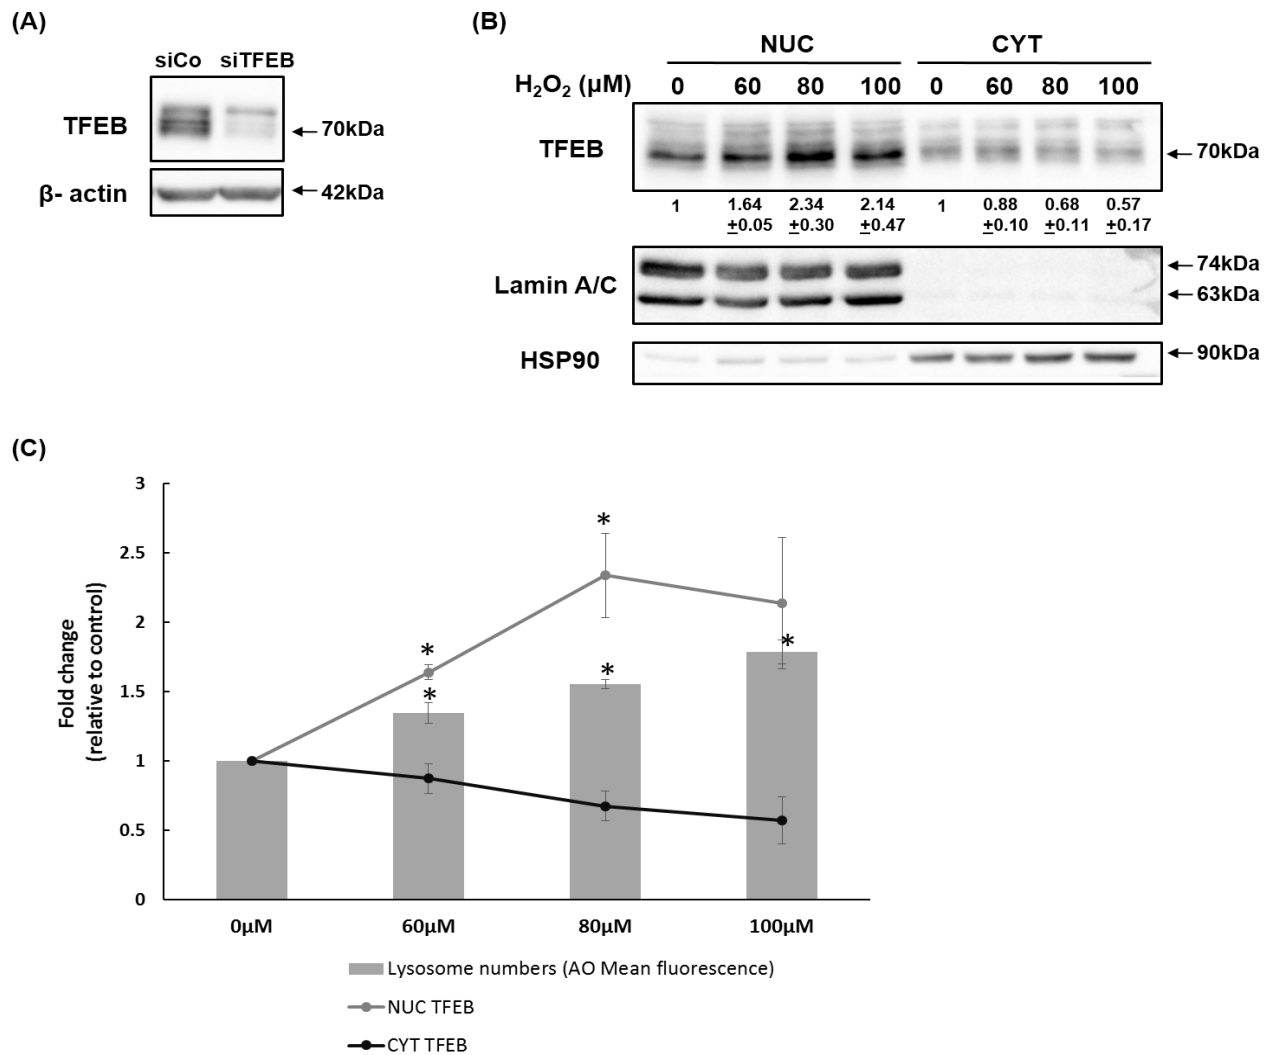 (A)
siCo siTFEB
TFEB
70kDa
β- actin
42kDa
(B)
NUC CYT
H₂O₂ (µM) 0 60 80 100 0 60 80 100
TFEB
70kDa
1 1.64 2.34 2.14 1 0.88 0.68 0.57
±0.05 ±0.30 ±0.47 ±0.10 ±0.11 ±0.17
Lamin A/C
74kDa
63kDa
HSP90
90kDa
(C)
Fold change
(relative to control)
3
2.5
2
1.5
1
0.5
0
* * * * *
0µM 60µM 80µM 100µM
Lysosome numbers (AO Mean fluorescence)
NUC TFEB
CYT TFEB